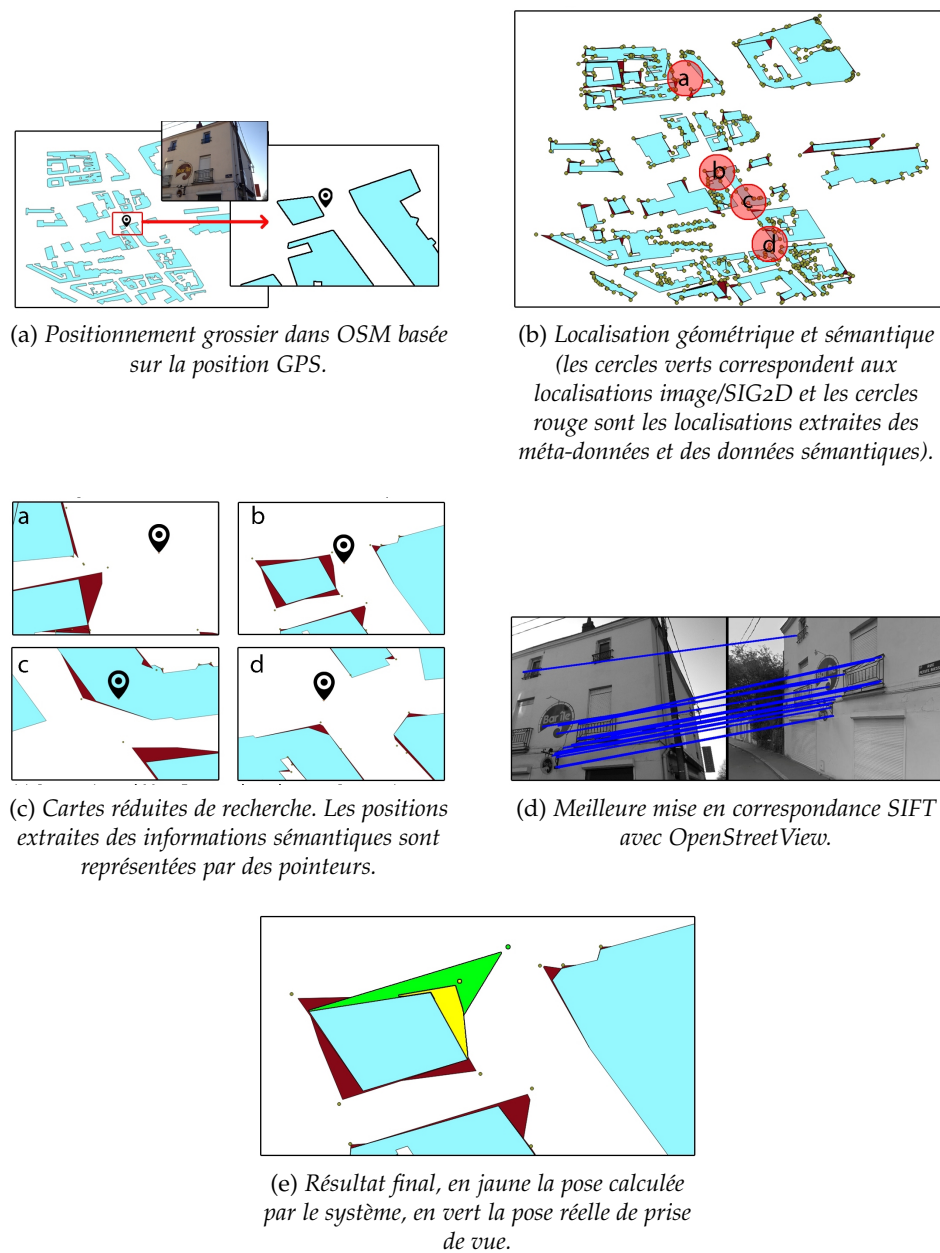 a
b
c
d
(a) Positionnement grossier dans OSM basée
sur la position GPS.
(b) Localisation géométrique et sémantique
(les cercles verts correspondent aux
localisations image/SIG2D et les cercles
rouge sont les localisations extraites des
méta-données et des données sémantiques).
a
b
c
d
(c) Cartes réduites de recherche. Les positions
extraites des informations sémantiques sont
représentées par des pointeurs.
Bar
RUE
(d) Meilleure mise en correspondance SIFT
avec OpenStreetView.
(e) Résultat final, en jaune la pose calculée
par le système, en vert la pose réelle de prise
de vue.